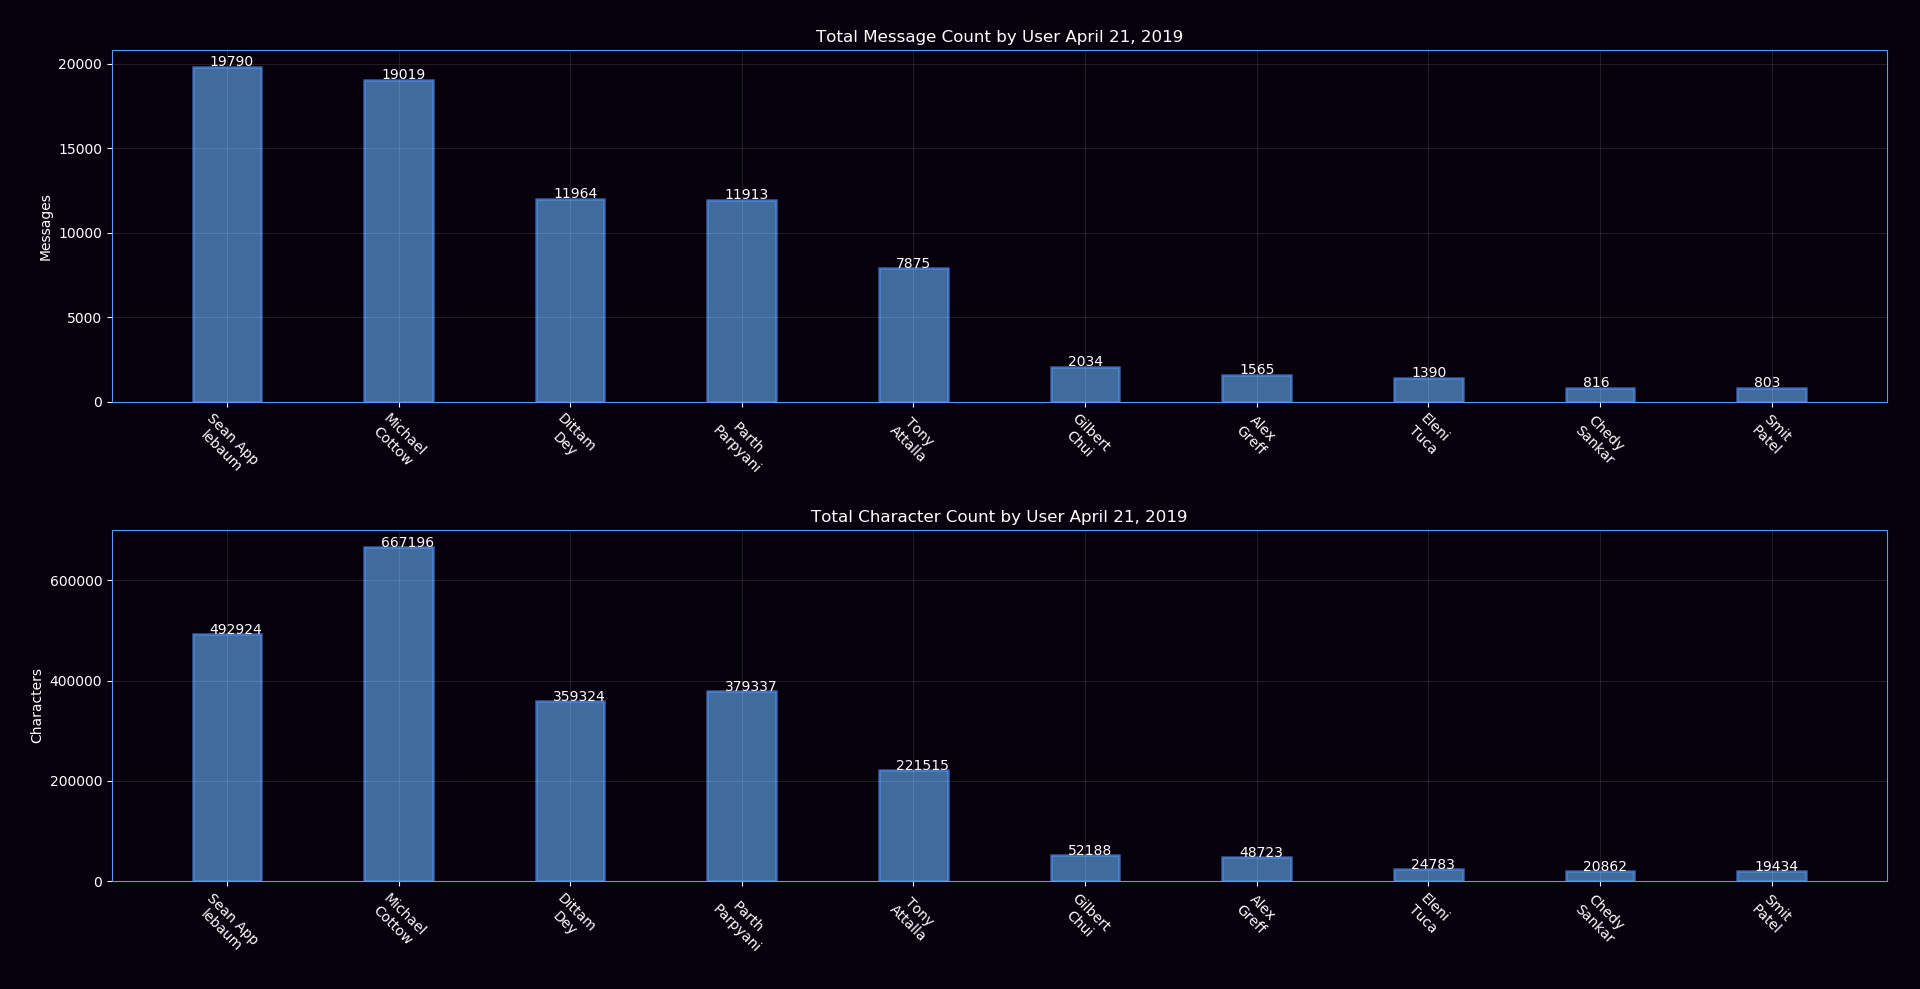 Total Message Count by User April 21, 2019
Messages
20000
15000
10000
5000
0
19790
19019
11964
11913
7875
2034
1565
1390
816
803
Sean App
lebaum
Michael
Cottow
Dittam
Dey
Parth
Parpyani
Tony
Attalla
Gilbert
Chui
Alex
Greff
Eleni
Tuca
Chedy
Sankar
Smit
Patel
Total Character Count by User April 21, 2019
Characters
600000
400000
200000
0
492924
667196
359324
379337
221515
52188
48723
24783
20862
19434
Sean App
lebaum
Michael
Cottow
Dittam
Dey
Parth
Parpyani
Tony
Attalla
Gilbert
Chui
Alex
Greff
Eleni
Tuca
Chedy
Sankar
Smit
Patel